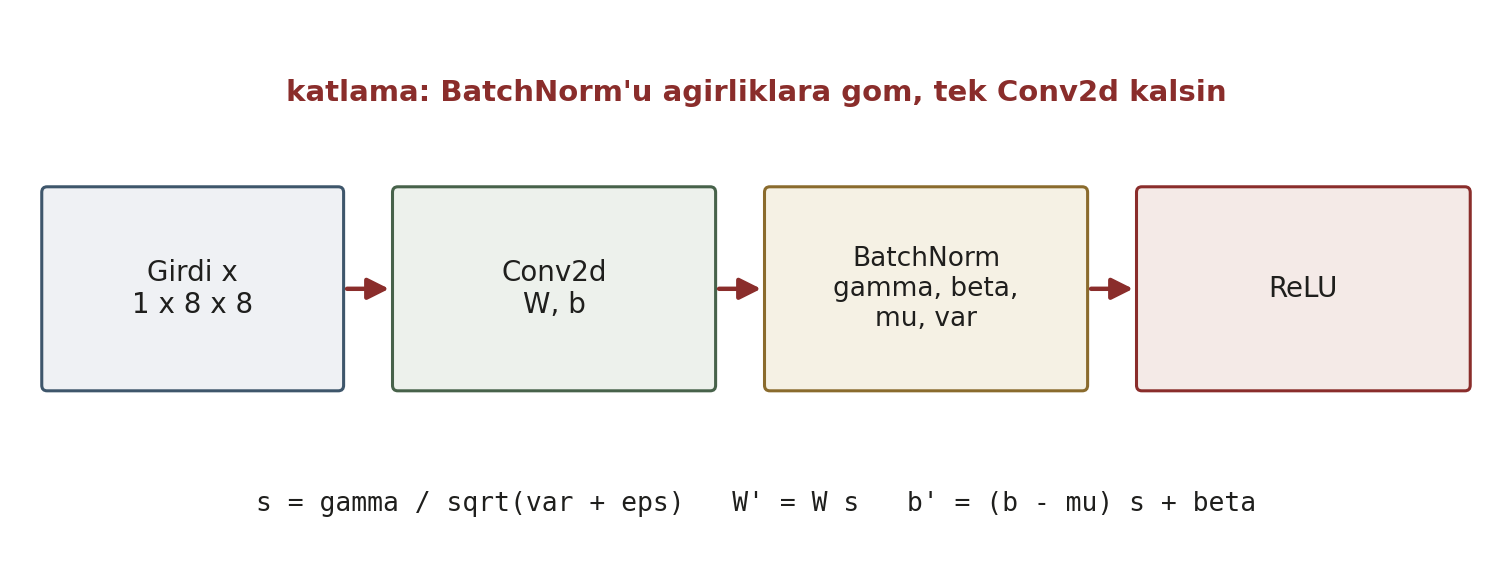 katlama: BatchNorm'u agirliklara gom, tek Conv2d kalsin
Girdi x
1 x 8 x 8
Conv2d
W, b
BatchNorm
gamma, beta,
mu, var
ReLU
s = gamma / sqrt(var + eps)   W' = W s   b' = (b - mu) s + beta